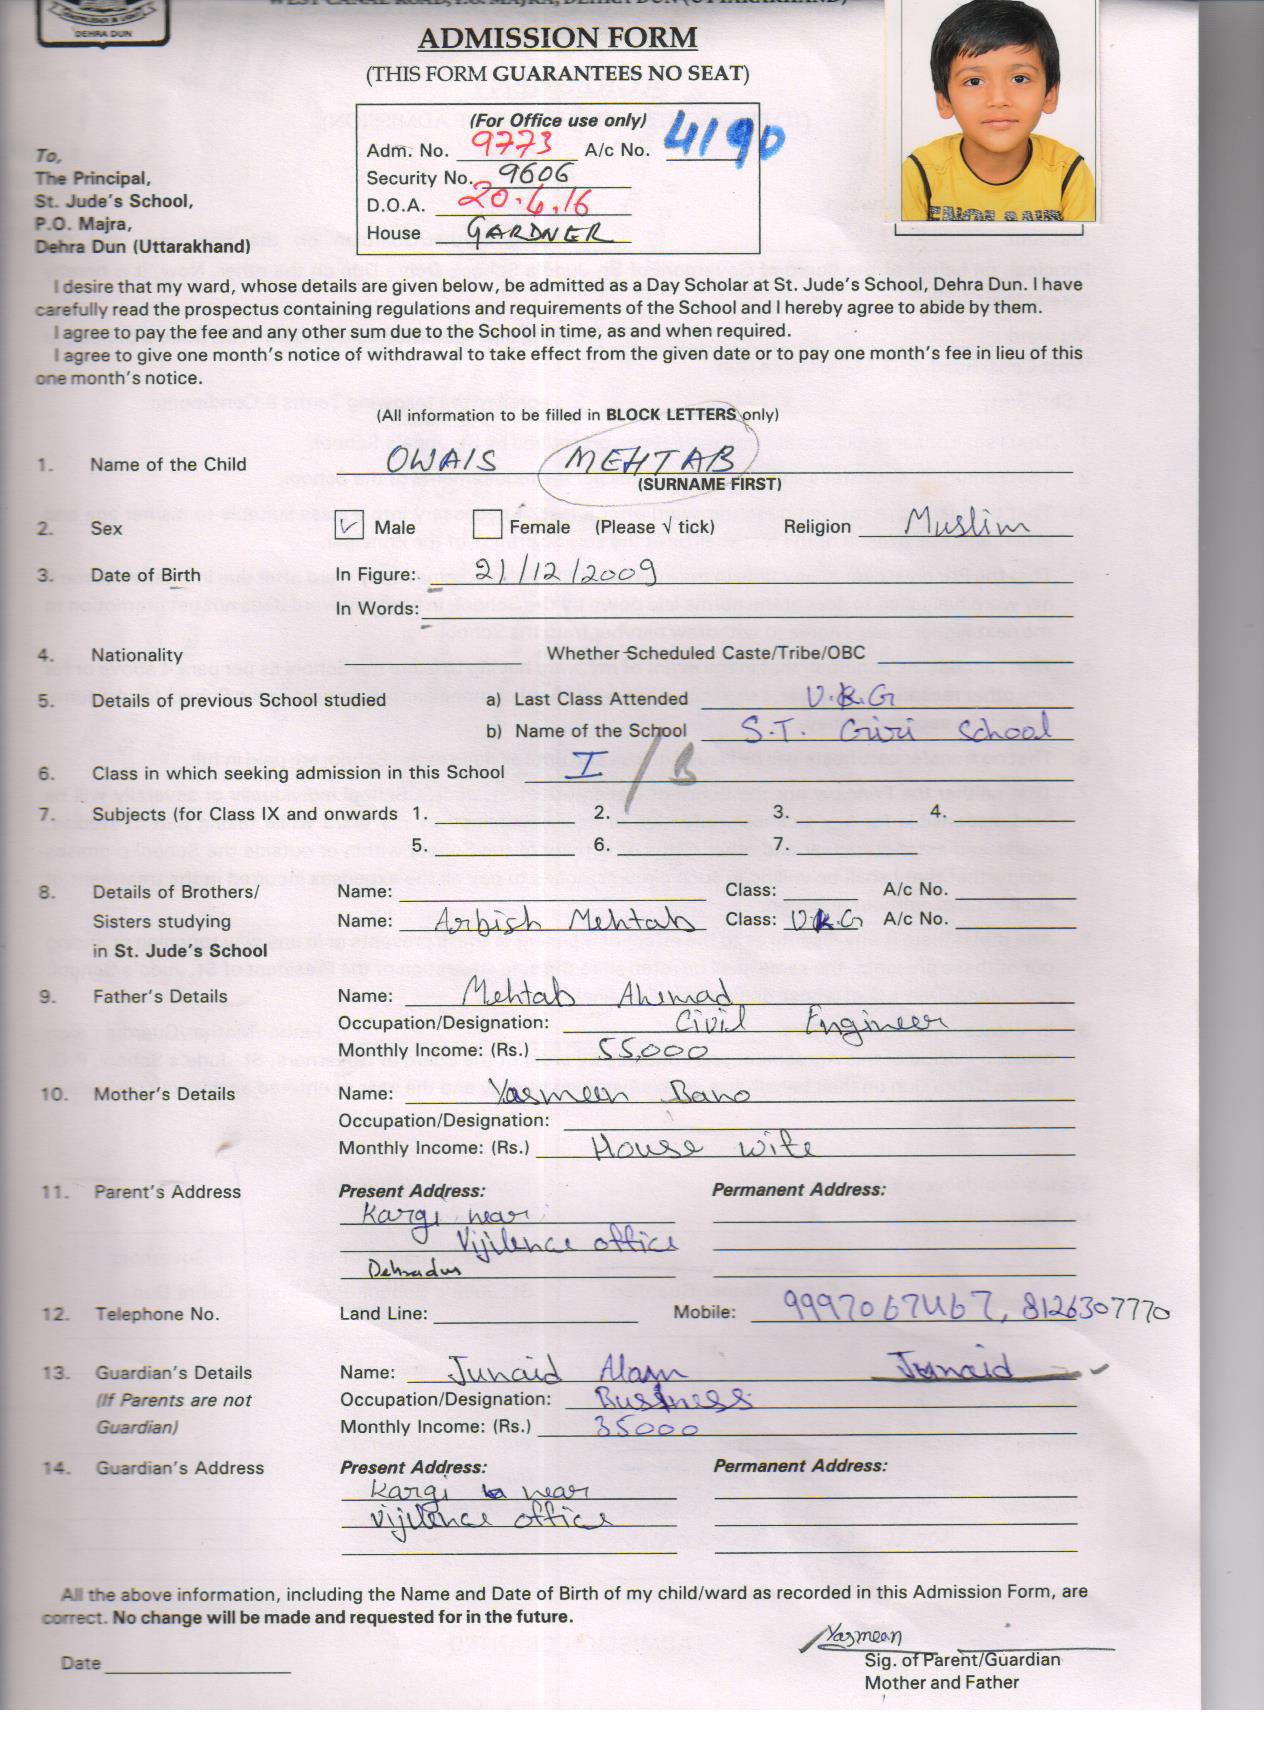 WEST CANAL ROAD, P.O. MAJRA, DEHRA DUN (UTTARAKHAND)
DEHRA DUN
ADMISSION FORM
(THIS FORM GUARANTEES NO SEAT)
(For Office use only)
Adm. No. 9773 A/c No. 4190
Security No. 9606
D.O.A. 20.4.16
House GARDNER
To,
The Principal,
St. Jude's School,
P.O. Majra,
Dehra Dun (Uttarakhand)
I desire that my ward, whose details are given below, be admitted as a Day Scholar at St. Jude's School, Dehra Dun. I have
carefully read the prospectus containing regulations and requirements of the School and I hereby agree to abide by them.
I agree to pay the fee and any other sum due to the School in time, as and when required.
I agree to give one month's notice of withdrawal to take effect from the given date or to pay one month's fee in lieu of this
one month's notice.
(All information to be filled in BLOCK LETTERS only)
1. Name of the Child OWAIS MEHTAB
(SURNAME FIRST)
2. Sex Male Female (Please √ tick) Religion Muslim
3. Date of Birth In Figure: 21/12/2009
In Words:
4. Nationality Whether Scheduled Caste/Tribe/OBC
5. Details of previous School studied a) Last Class Attended U.K.G
b) Name of the School S.T. Giri School
6. Class in which seeking admission in this School I / B
7. Subjects (for Class IX and onwards 1. 2. 3. 4.
5. 6. 7.
8. Details of Brothers/ Name: Class: A/c No.
Sisters studying Name: Arbish Mehtab Class: U.K.G A/c No.
in St. Jude's School
9. Father's Details Name: Mehtab Ahmad
Occupation/Designation: Civil Engineer
Monthly Income: (Rs.) 55,000
10. Mother's Details Name: Yasmeen Bano
Occupation/Designation:
Monthly Income: (Rs.) House wife
11. Parent's Address Present Address: Permanent Address:
Kargi near
Vijilence office
Dehradun
12. Telephone No. Land Line: Mobile: 9997067467, 8126307770
13. Guardian's Details Name: Junaid Alam Junaid
(If Parents are not Occupation/Designation: Bussness
Guardian) Monthly Income: (Rs.) 35000
14. Guardian's Address Present Address: Permanent Address:
Kargi near
Vijilence office
All the above information, including the Name and Date of Birth of my child/ward as recorded in this Admission Form, are
correct. No change will be made and requested for in the future.
Yasmeen
Date Sig. of Parent/Guardian
Mother and Father